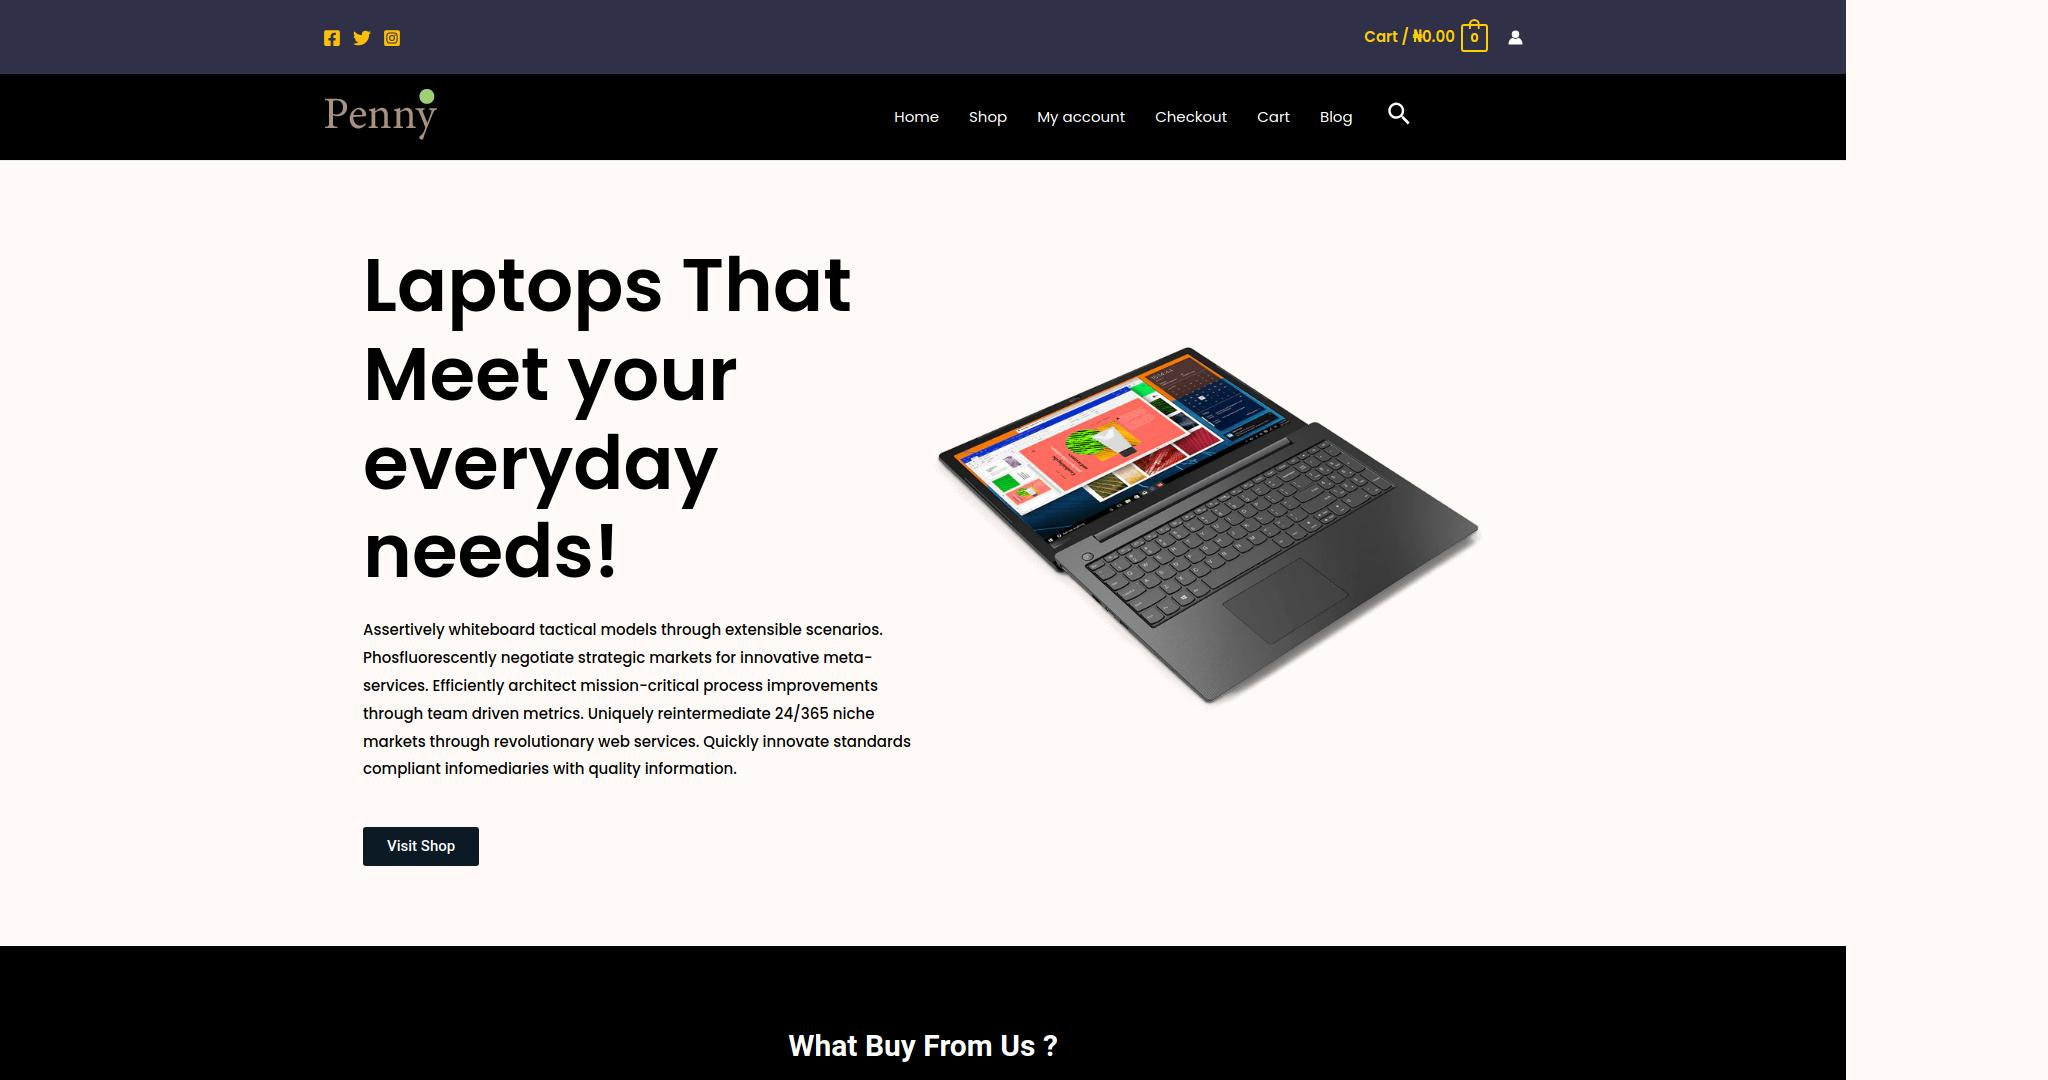 Cart / ₦0.00 0
Penny
Home Shop My account Checkout Cart Blog
Laptops That
Meet your
everyday
needs!
Assertively whiteboard tactical models through extensible scenarios.
Phosfluorescently negotiate strategic markets for innovative meta-
services. Efficiently architect mission-critical process improvements
through team driven metrics. Uniquely reintermediate 24/365 niche
markets through revolutionary web services. Quickly innovate standards
compliant infomediaries with quality information.
Visit Shop
What Buy From Us ?